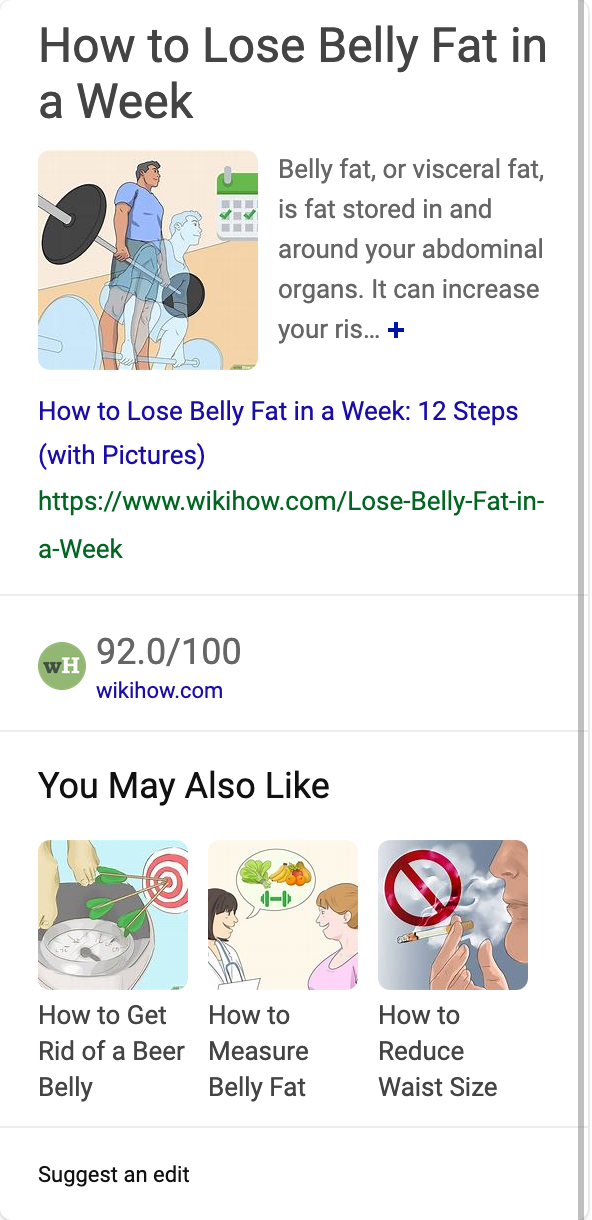 How to Lose Belly Fat in
a Week
Belly fat, or visceral fat,
is fat stored in and
around your abdominal
organs. It can increase
your ris... +
How to Lose Belly Fat in a Week: 12 Steps
(with Pictures)
https://www.wikihow.com/Lose-Belly-Fat-in-
a-Week
wH
92.0/100
wikihow.com
You May Also Like
How to Get
Rid of a Beer
Belly
How to
Measure
Belly Fat
How to
Reduce
Waist Size
Suggest an edit